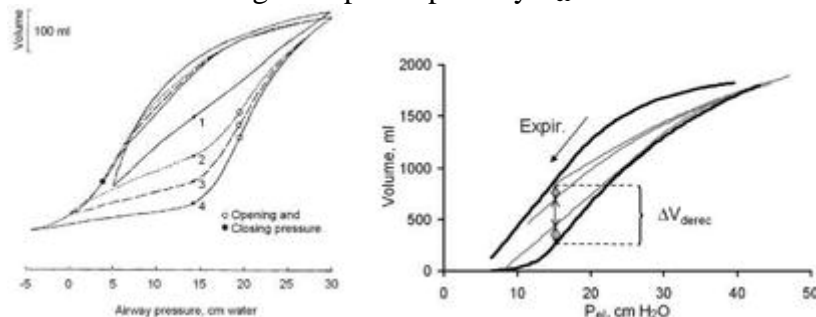 Volume
100 ml
1
2
3
4
○ Opening and
● Closing pressure
-5 0 5 10 15 20 25 30
Airway pressure, cm water
2000
1500
1000
500
0
Volume, ml
Expir.
ΔVderec
0 10 20 30 40 50
Pel, cm H2O